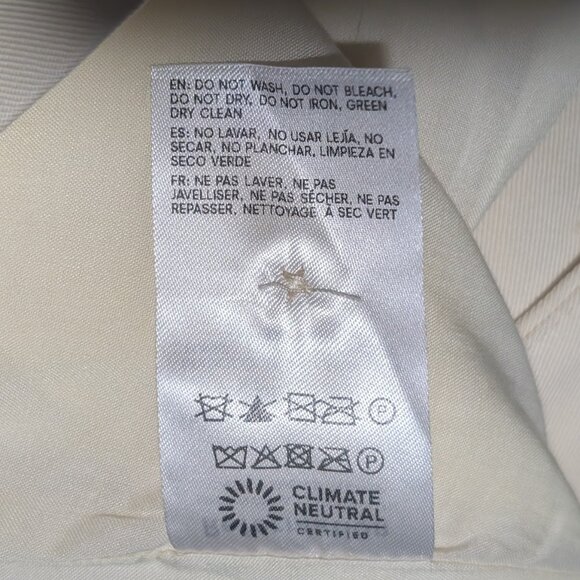 EN: DO NOT WASH, DO NOT BLEACH,
DO NOT DRY, DO NOT IRON, GREEN
DRY CLEAN
ES: NO LAVAR, NO USAR LEJÍA, NO
SECAR, NO PLANCHAR, LIMPIEZA EN
SECO VERDE
FR: NE PAS LAVER, NE PAS
JAVELLISER, NE PAS SÉCHER, NE PAS
REPASSER, NETTOYAGE À SEC VERT
P
P
CLIMATE
NEUTRAL
CERTIFIED